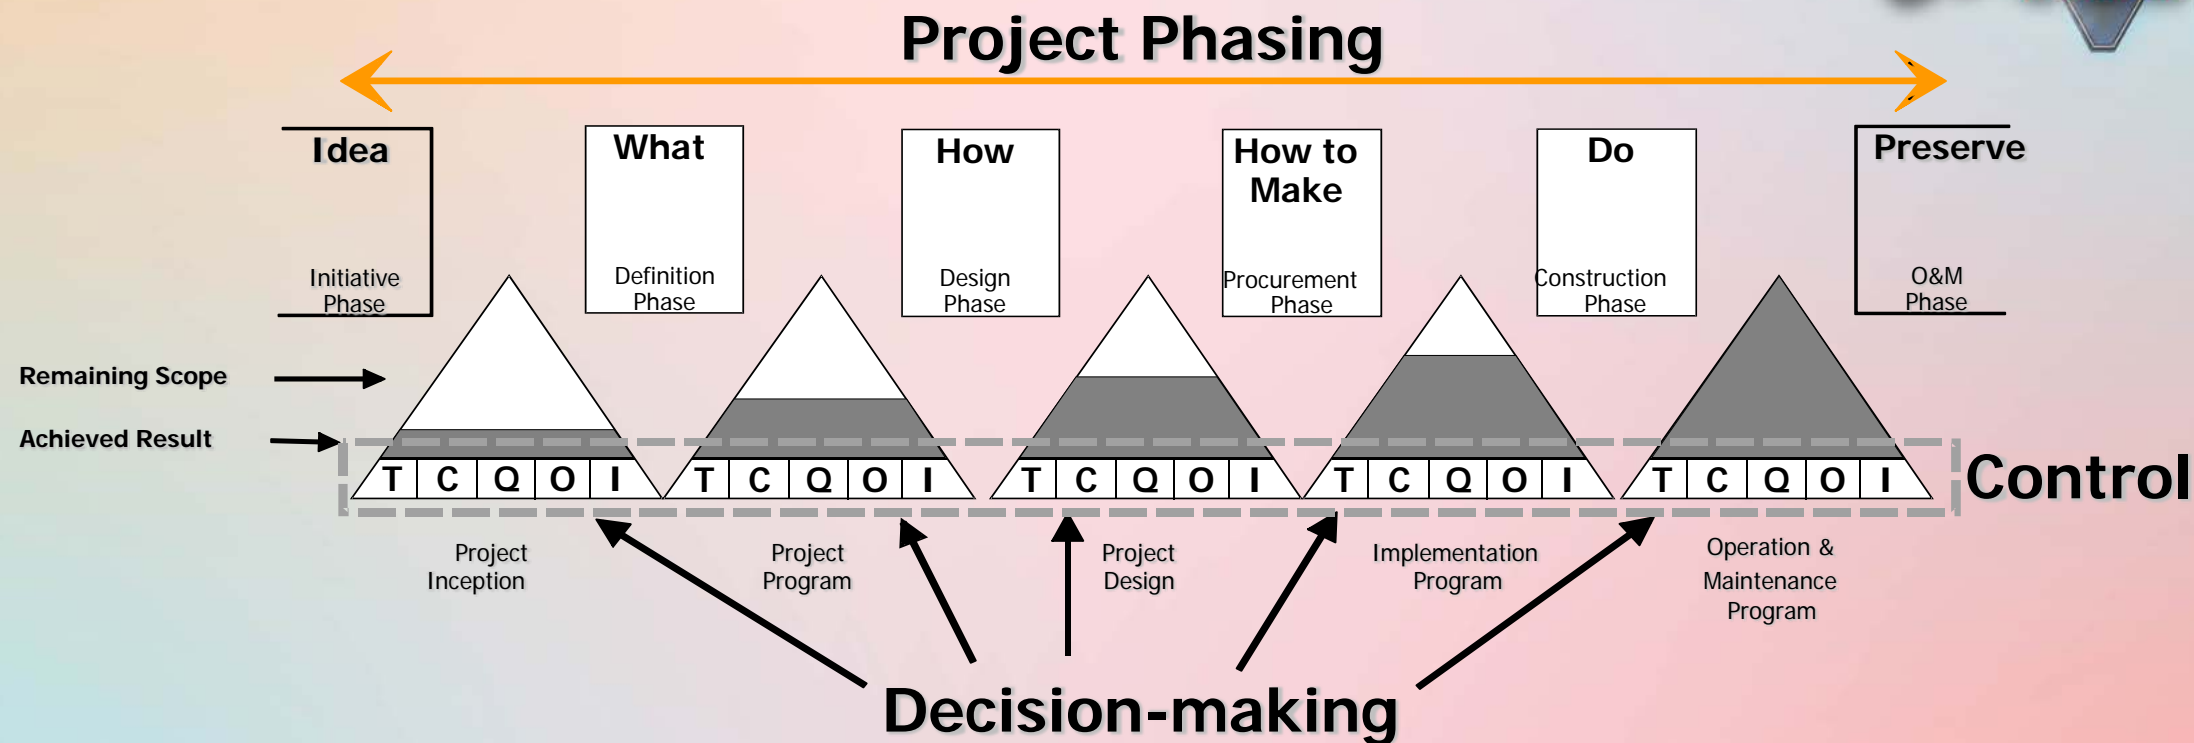 Project Phasing
Idea
Initiative
Phase
What
Definition
Phase
How
Design
Phase
How to
Make
Procurement
Phase
Do
Construction
Phase
Preserve
O&M
Phase
Remaining Scope
Achieved Result
T C Q O I
T C Q O I
T C Q O I
T C Q O I
T C Q O I
Control
Project
Inception
Project
Program
Project
Design
Implementation
Program
Operation &
Maintenance
Program
Decision-making